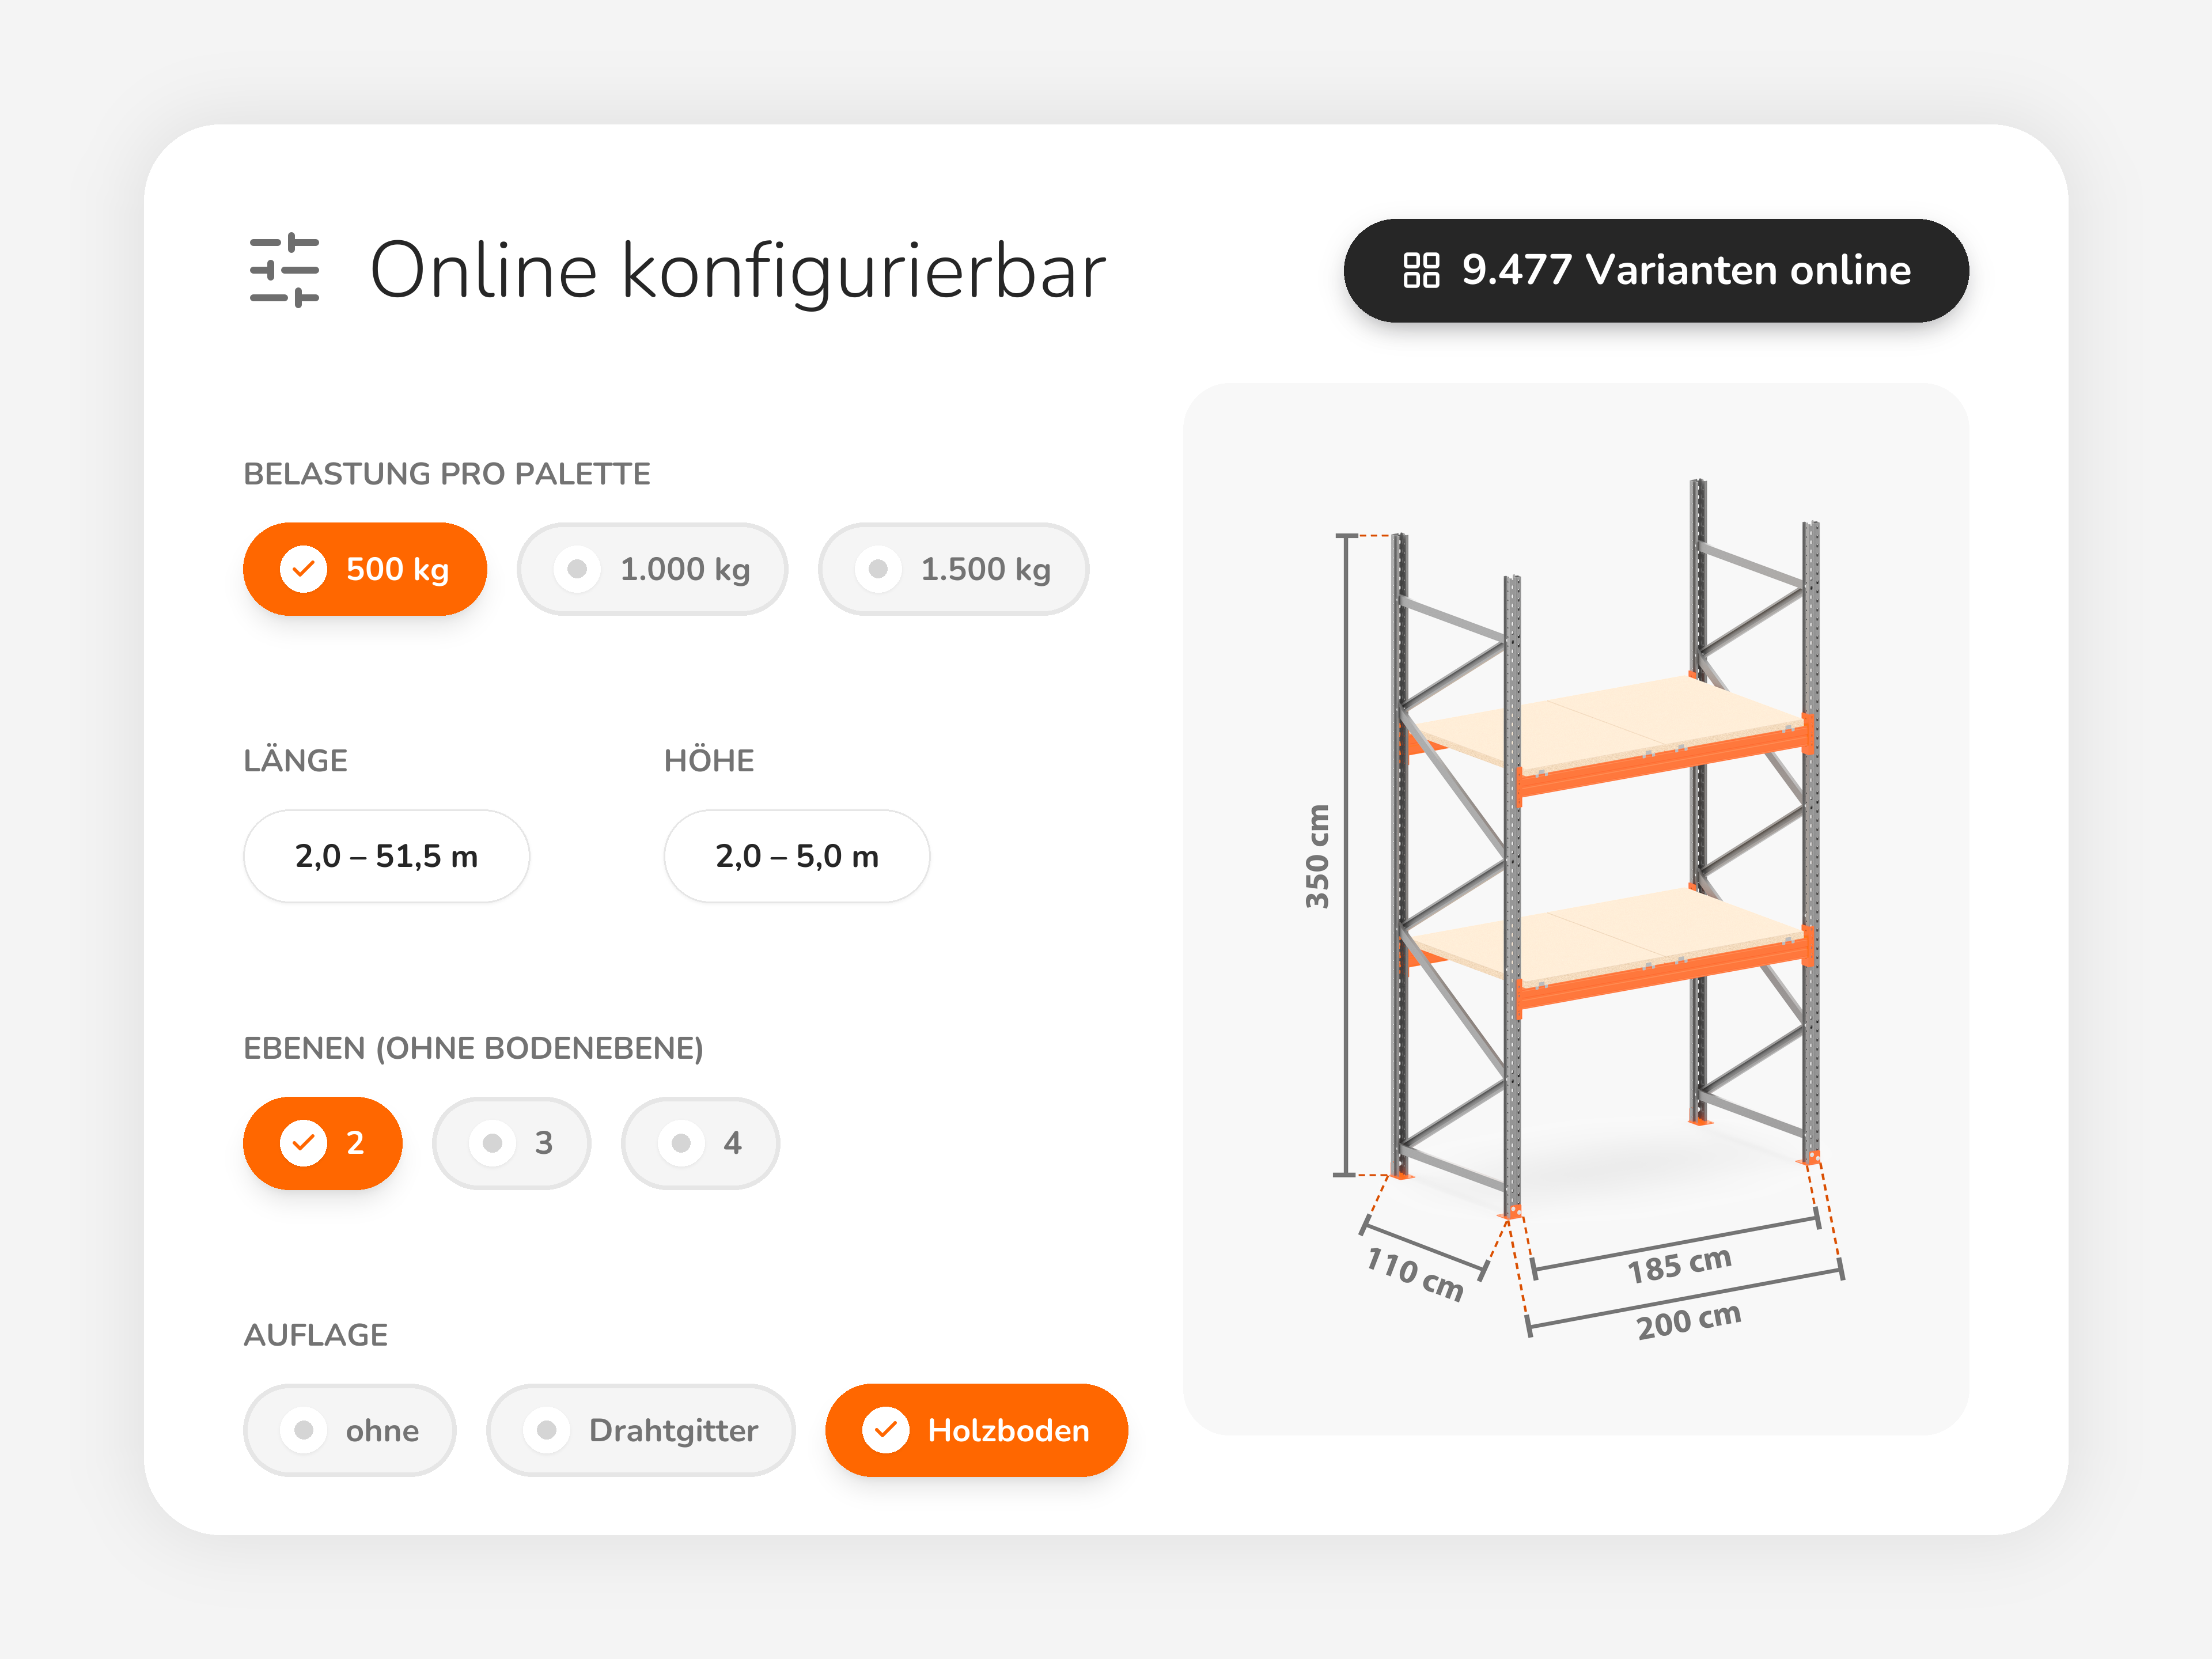 Online konfigurierbar
9.477 Varianten online
BELASTUNG PRO PALETTE
500 kg
1.000 kg
1.500 kg
LÄNGE
HÖHE
2,0 – 51,5 m
2,0 – 5,0 m
EBENEN (OHNE BODENEBENE)
2
3
4
AUFLAGE
ohne
Drahtgitter
Holzboden
350 cm
110 cm
185 cm
200 cm